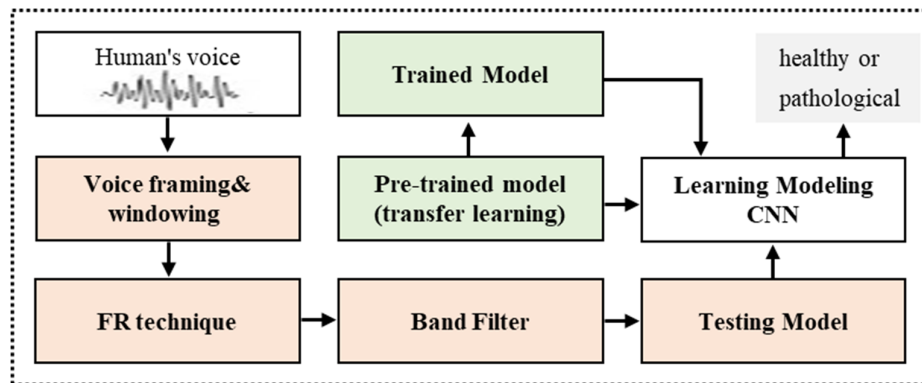 Human's voice
Trained Model
healthy or
pathological
Voice framing&
windowing
Pre-trained model
(transfer learning)
Learning Modeling
CNN
FR technique
Band Filter
Testing Model